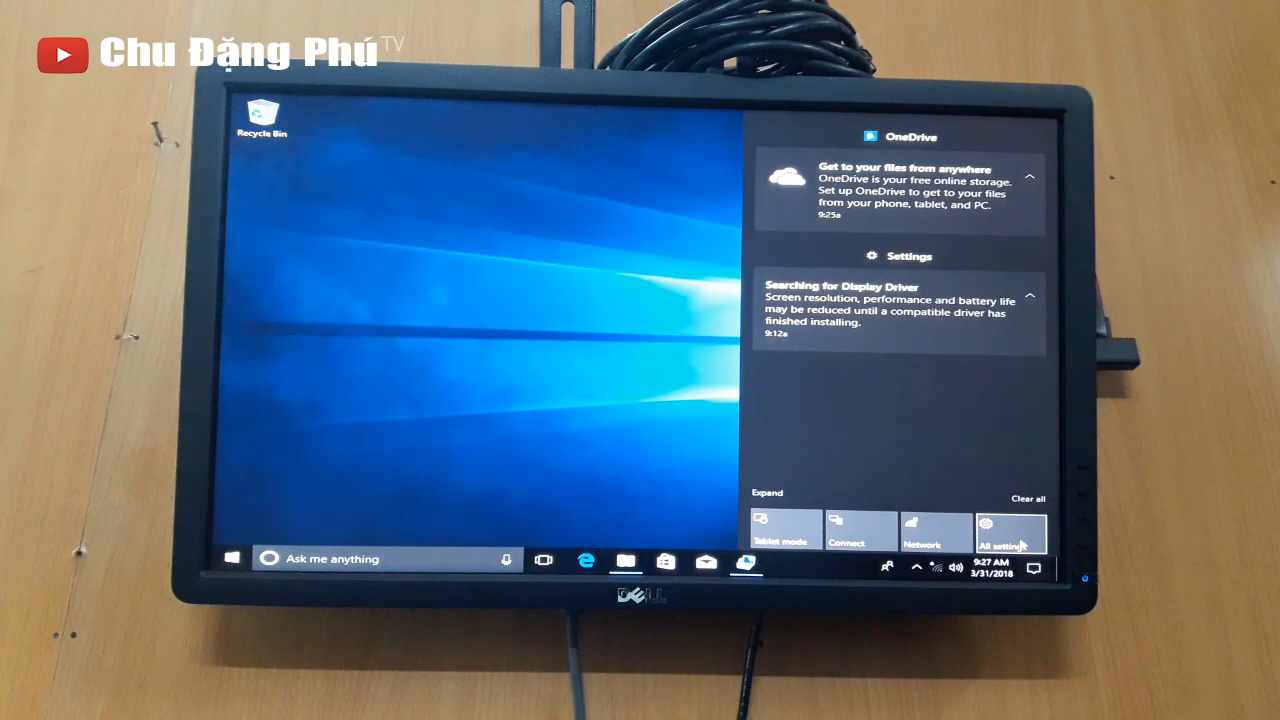 Chu Đặng Phú TV
Recycle Bin
OneDrive
Get to your files from anywhere
OneDrive is your free online storage.
Set up OneDrive to get to your files
from your phone, tablet, and PC.
9:25a
Settings
Searching for Display Driver
Screen resolution, performance and battery life
may be reduced until a compatible driver has
finished installing.
9:12a
Expand
Clear all
Tablet mode
Connect
Network
All settings
Ask me anything
9:27 AM
3/31/2018
DELL